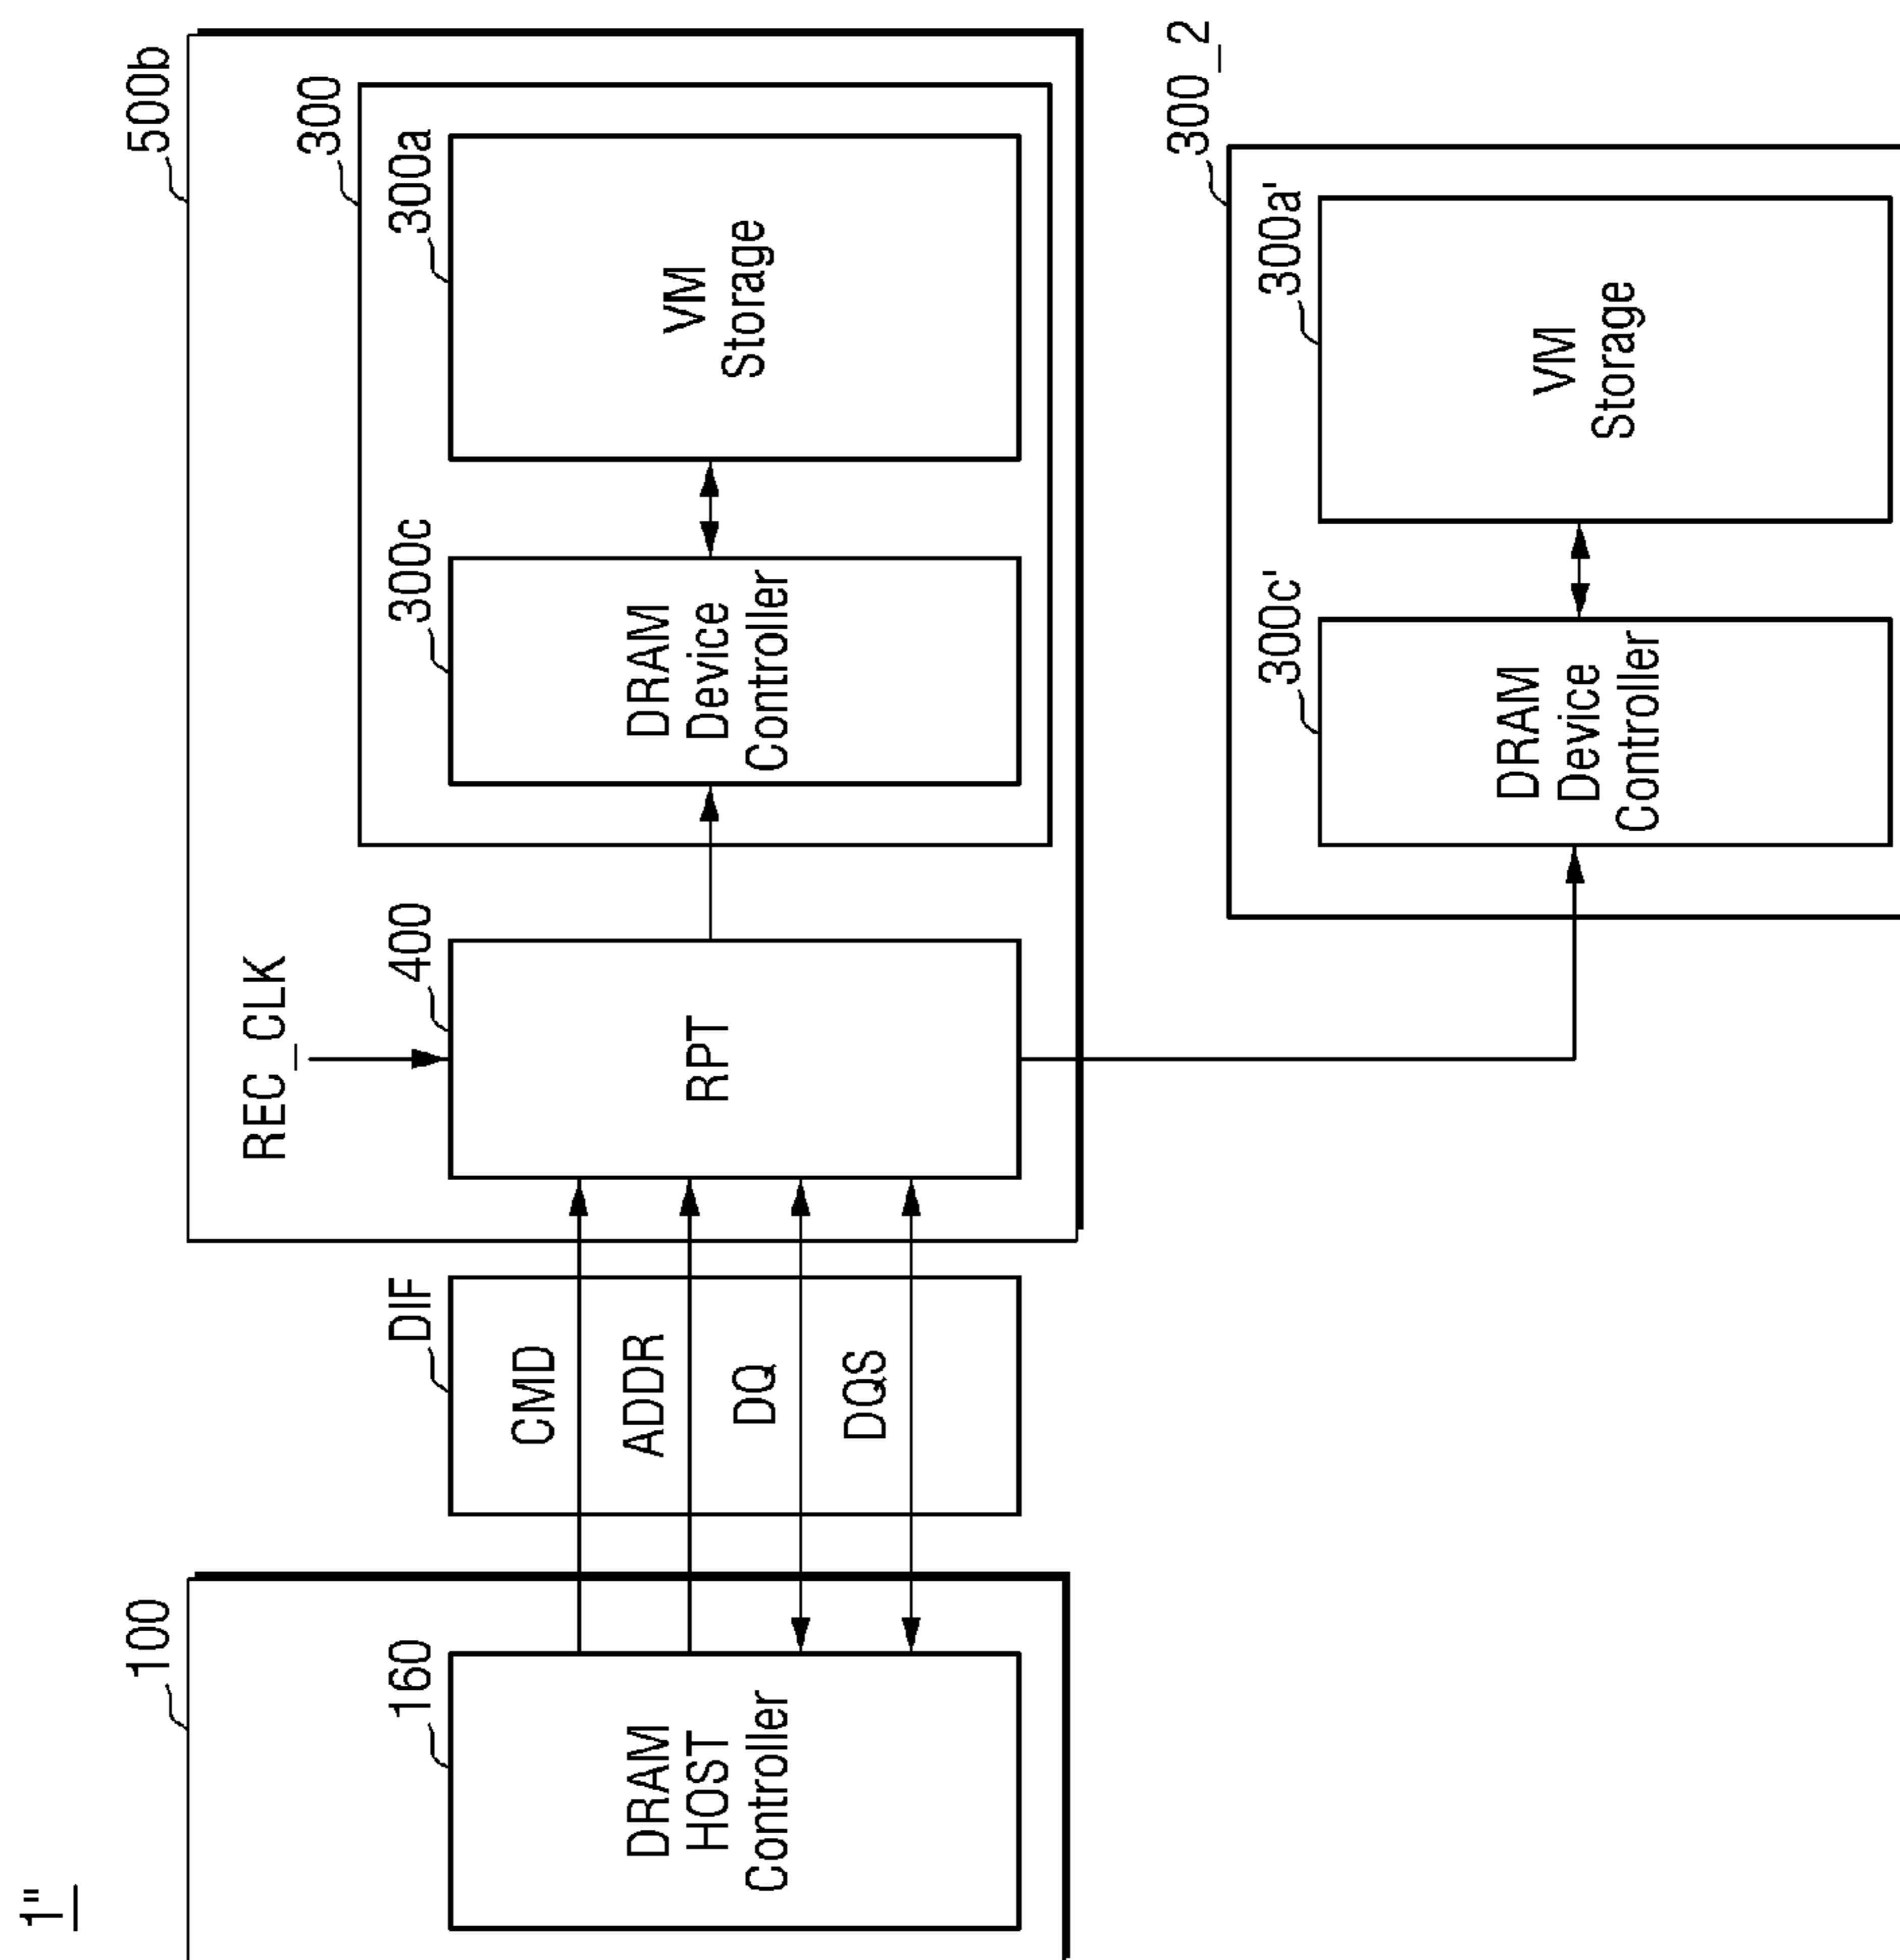 1"
100
160
DRAM
HOST
Controller
DIF
CMD
ADDR
DQ
DQS
500b
REC_CLK
400
RPT
300
300c
DRAM
Device
Controller
300a
VM
Storage
300_2
300c'
DRAM
Device
Controller
300a'
VM
Storage